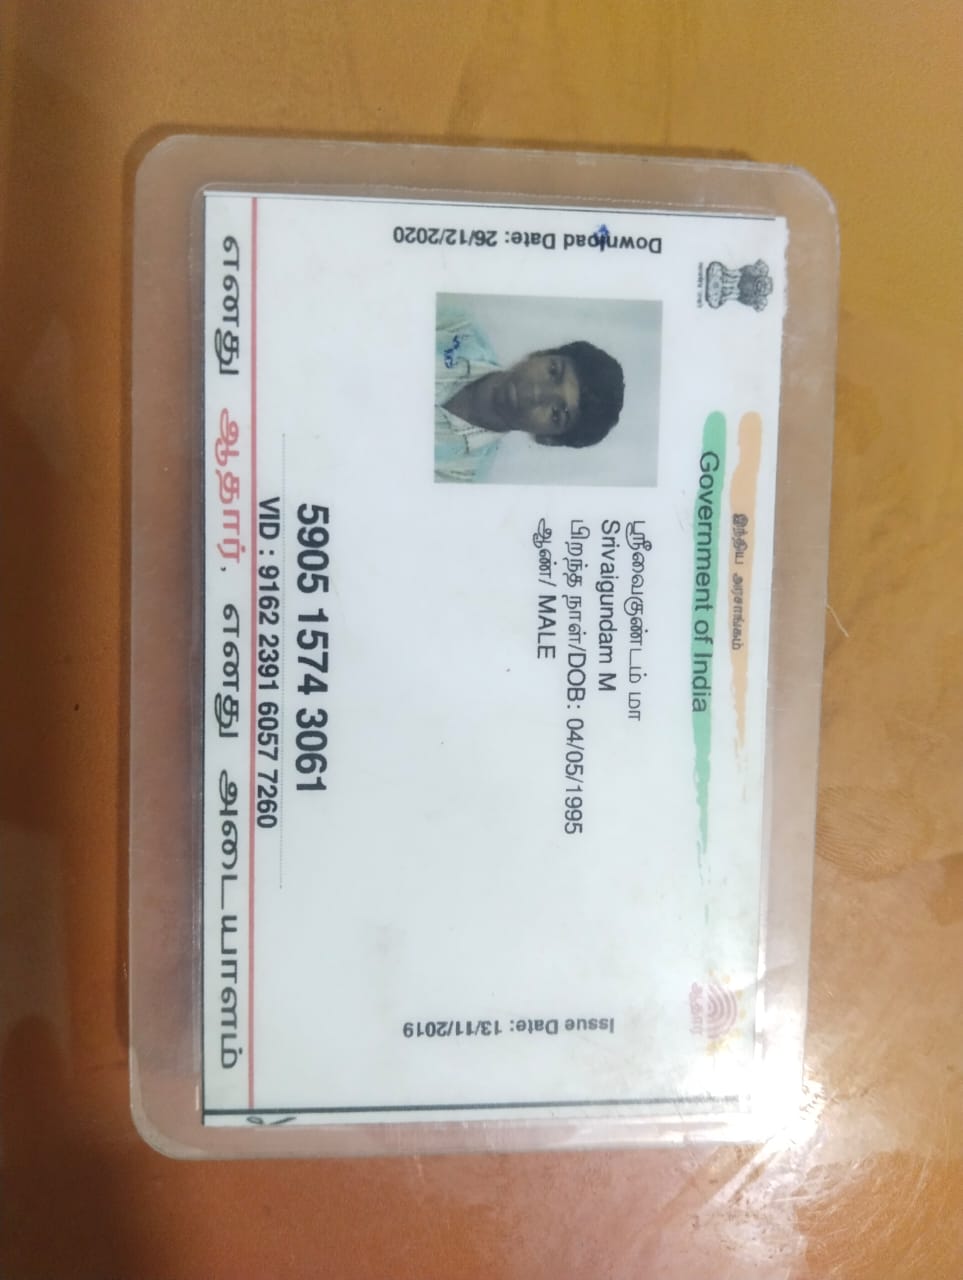 இந்திய அரசாங்கம்
Government of India
Download Date: 26/12/2020
ஸ்ரீவைகுண்டம் மா
Srivaigundam M
பிறந்த நாள்/DOB: 04/05/1995
ஆண்/ MALE
Issue Date: 13/11/2019
ஆதார்
5905 1574 3061
VID : 9162 2391 6057 7260
எனது ஆதார், எனது அடையாளம்